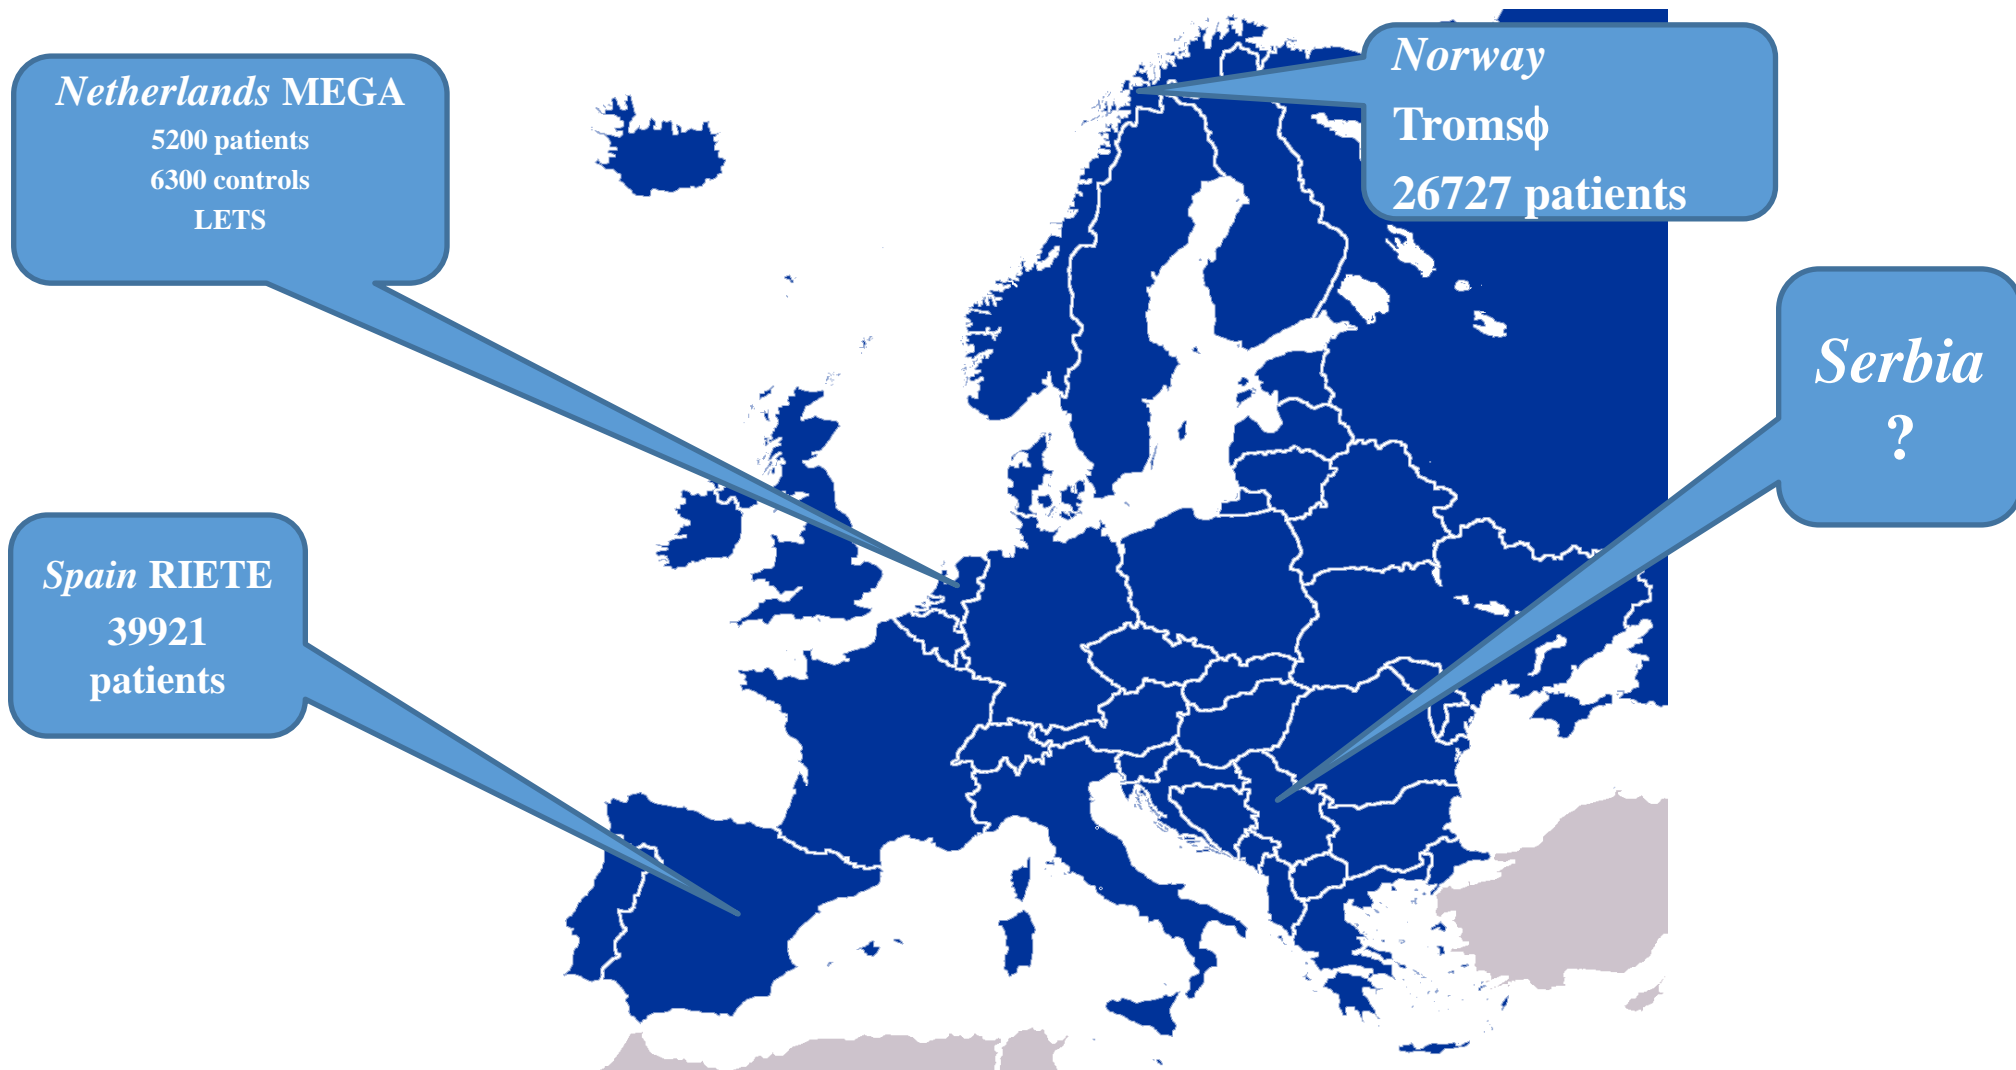 Netherlands MEGA
5200 patients
6300 controls
LETS
Norway
Tromsϕ
26727 patients
Serbia
?
Spain RIETE
39921
patients